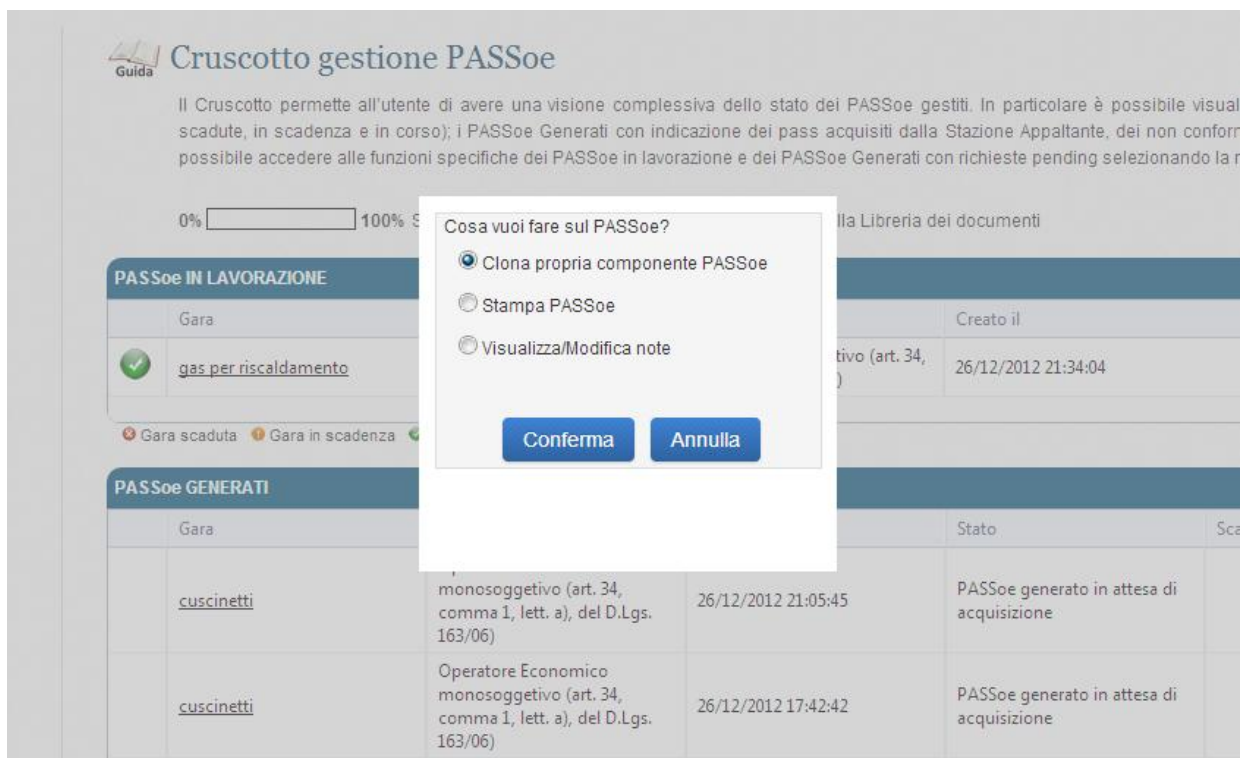 Guida
Cruscotto gestione PASSoe
Il Cruscotto permette all'utente di avere una visione complessiva dello stato dei PASSoe gestiti. In particolare è possibile visual
scadute, in scadenza e in corso); i PASSoe Generati con indicazione dei pass acquisiti dalla Stazione Appaltante, dei non conform
possibile accedere alle funzioni specifiche dei PASSoe in lavorazione e dei PASSoe Generati con richieste pending selezionando la r
0% 100% S
lla Libreria dei documenti
Cosa vuoi fare sul PASSoe?
Clona propria componente PASSoe
Stampa PASSoe
Visualizza/Modifica note
Conferma Annulla
PASSoe IN LAVORAZIONE
Gara Creato il
gas per riscaldamento
tivo (art. 34,
)
26/12/2012 21:34:04
Gara scaduta Gara in scadenza
PASSoe GENERATI
Gara Stato Sca
cuscinetti
monosoggetivo (art. 34,
comma 1, lett. a), del D.Lgs.
163/06)
26/12/2012 21:05:45
PASSoe generato in attesa di
acquisizione
cuscinetti
Operatore Economico
monosoggetivo (art. 34,
comma 1, lett. a), del D.Lgs.
163/06)
26/12/2012 17:42:42
PASSoe generato in attesa di
acquisizione